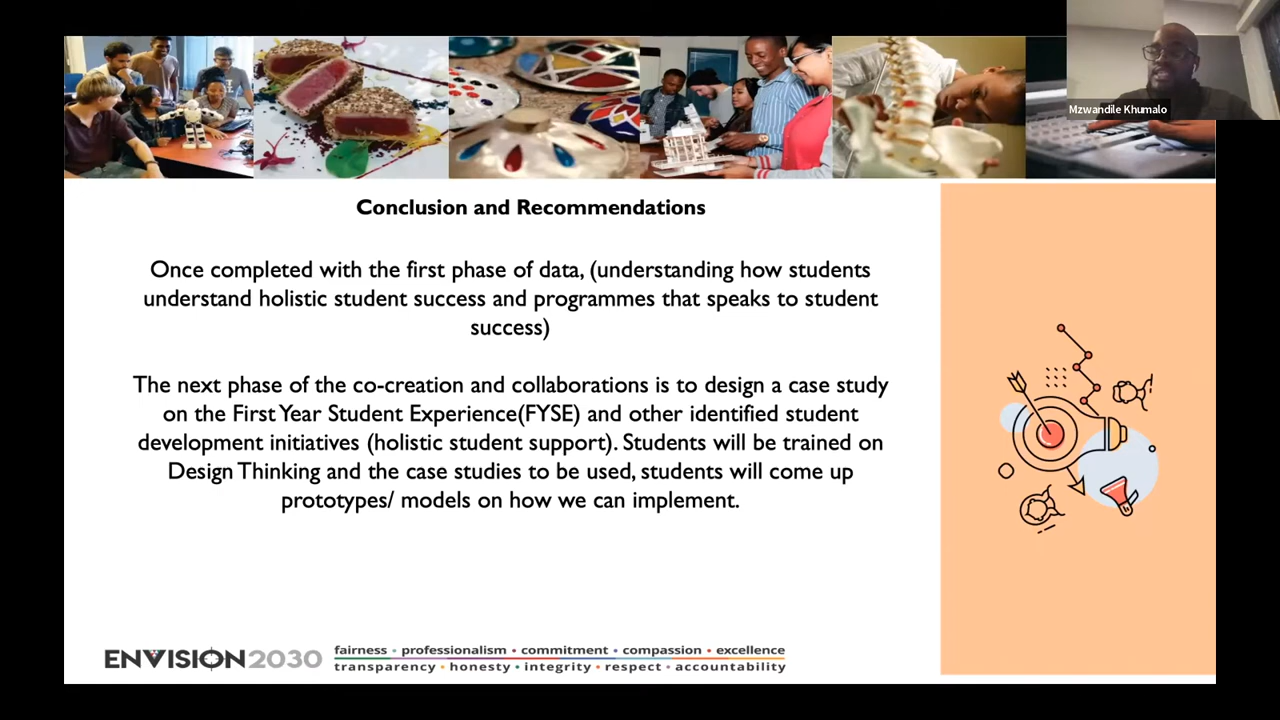 Mzwandile Khumalo
Conclusion and Recommendations
Once completed with the first phase of data, (understanding how students
understand holistic student success and programmes that speaks to student
success)
The next phase of the co-creation and collaborations is to design a case study
on the First Year Student Experience(FYSE) and other identified student
development initiatives (holistic student support). Students will be trained on
Design Thinking and the case studies to be used, students will come up
prototypes/ models on how we can implement.
ENVISION2030
fairness • professionalism • commitment • compassion • excellence
transparency • honesty • integrity • respect • accountability